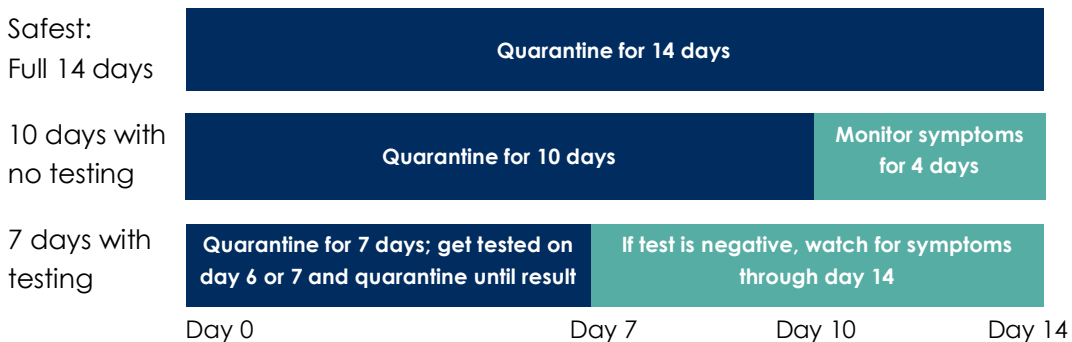 Safest:
Full 14 days
Quarantine for 14 days
10 days with
no testing
Quarantine for 10 days
Monitor symptoms
for 4 days
7 days with
testing
Quarantine for 7 days; get tested on
day 6 or 7 and quarantine until result
If test is negative, watch for symptoms
through day 14
Day 0
Day 7
Day 10
Day 14